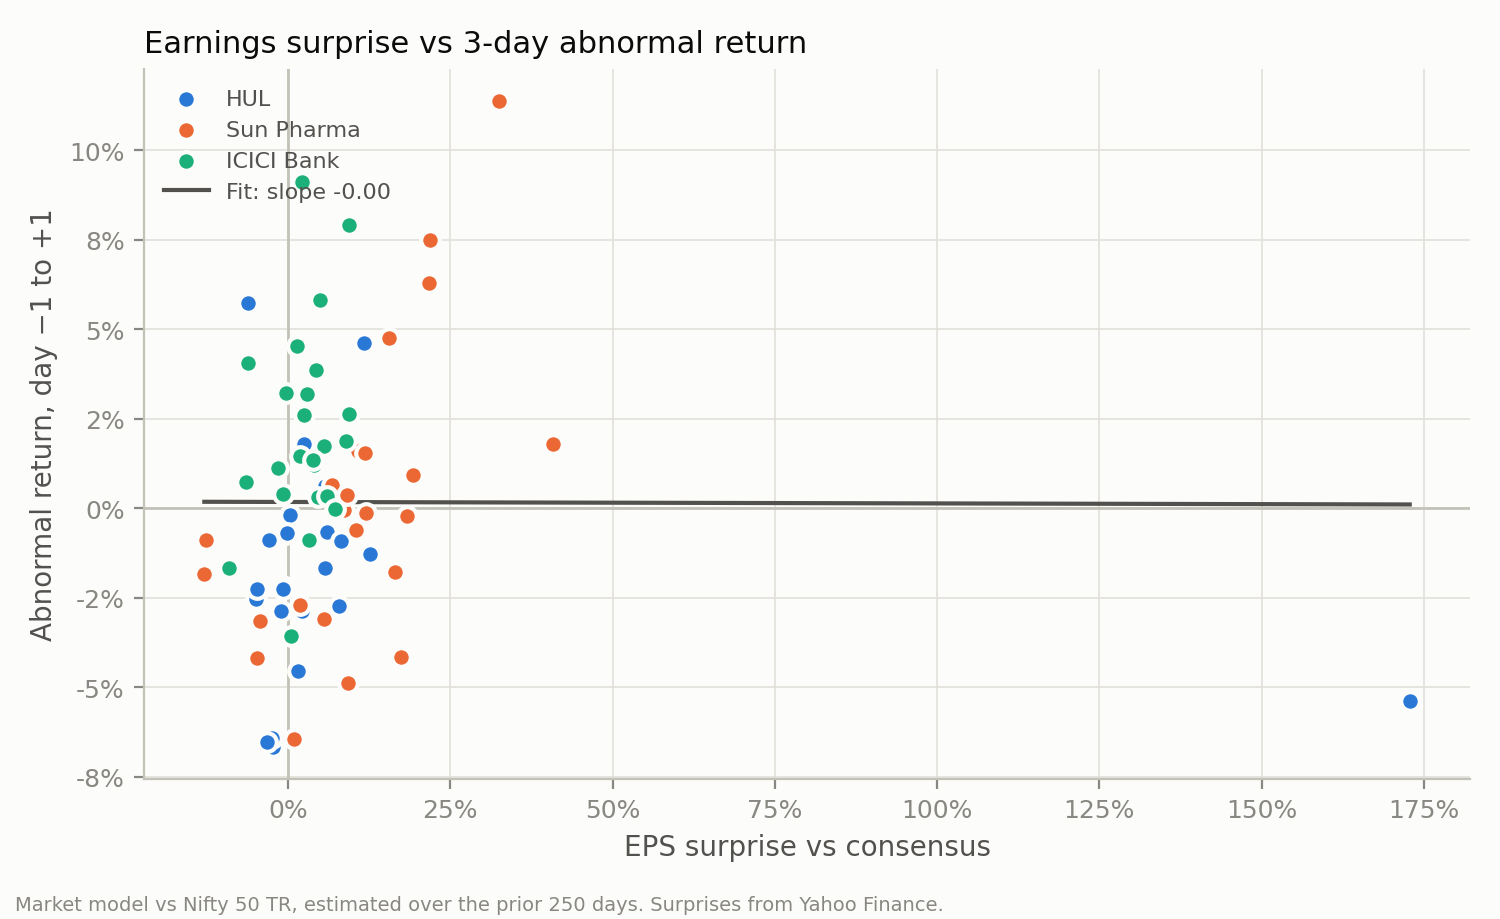 Earnings surprise vs 3-day abnormal return
HUL
Sun Pharma
ICICI Bank
Fit: slope -0.00
Abnormal return, day −1 to +1
10%
8%
5%
2%
0%
-2%
-5%
-8%
0% 25% 50% 75% 100% 125% 150% 175%
EPS surprise vs consensus
Market model vs Nifty 50 TR, estimated over the prior 250 days. Surprises from Yahoo Finance.